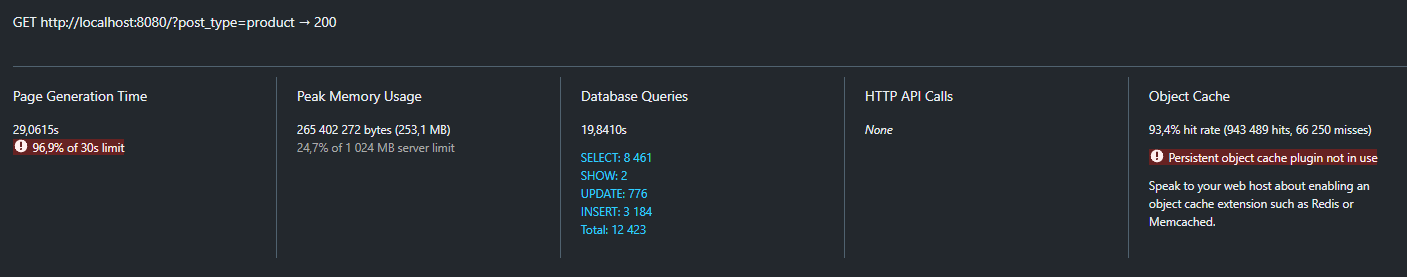 GET http://localhost:8080/?post_type=product → 200
Page Generation Time
29,0615s
96,9% of 30s limit
Peak Memory Usage
265 402 272 bytes (253,1 MB)
24,7% of 1 024 MB server limit
Database Queries
19,8410s
SELECT: 8 461
SHOW: 2
UPDATE: 776
INSERT: 3 184
Total: 12 423
HTTP API Calls
None
Object Cache
93,4% hit rate (943 489 hits, 66 250 misses)
Persistent object cache plugin not in use
Speak to your web host about enabling an
object cache extension such as Redis or
Memcached.